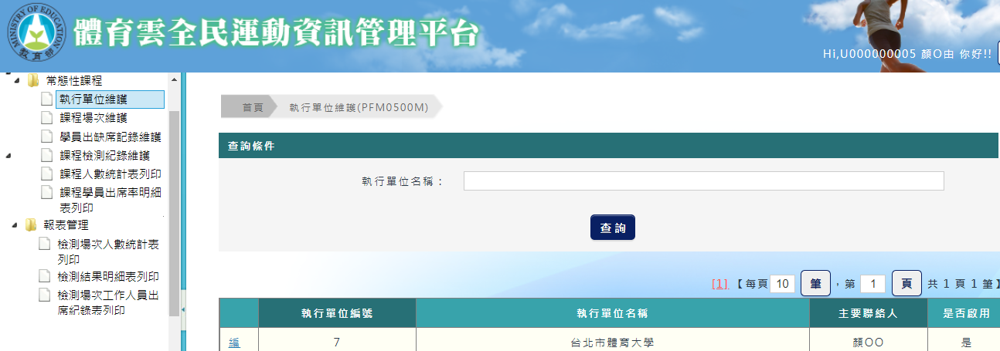 MINISTRY OF EDUCATION
教育部
體育雲全民運動資訊管理平台
Hi,U000000005 顏O由 你好!!
常態性課程
執行單位維護
課程場次維護
學員出缺席記錄維護
課程檢測紀錄維護
課程人數統計表列印
課程學員出席率明細
表列印
報表管理
檢測場次人數統計表
列印
檢測結果明細表列印
檢測場次工作人員出
席紀錄表列印
首頁 執行單位維護(PFM0500M)
查詢條件
執行單位名稱：
查詢
[1] 【每頁 10 筆，第 1 頁 共 1 頁 1 筆】
執行單位編號 執行單位名稱 主要聯絡人 是否啟用
編 7 台北市體育大學 顏OO 是